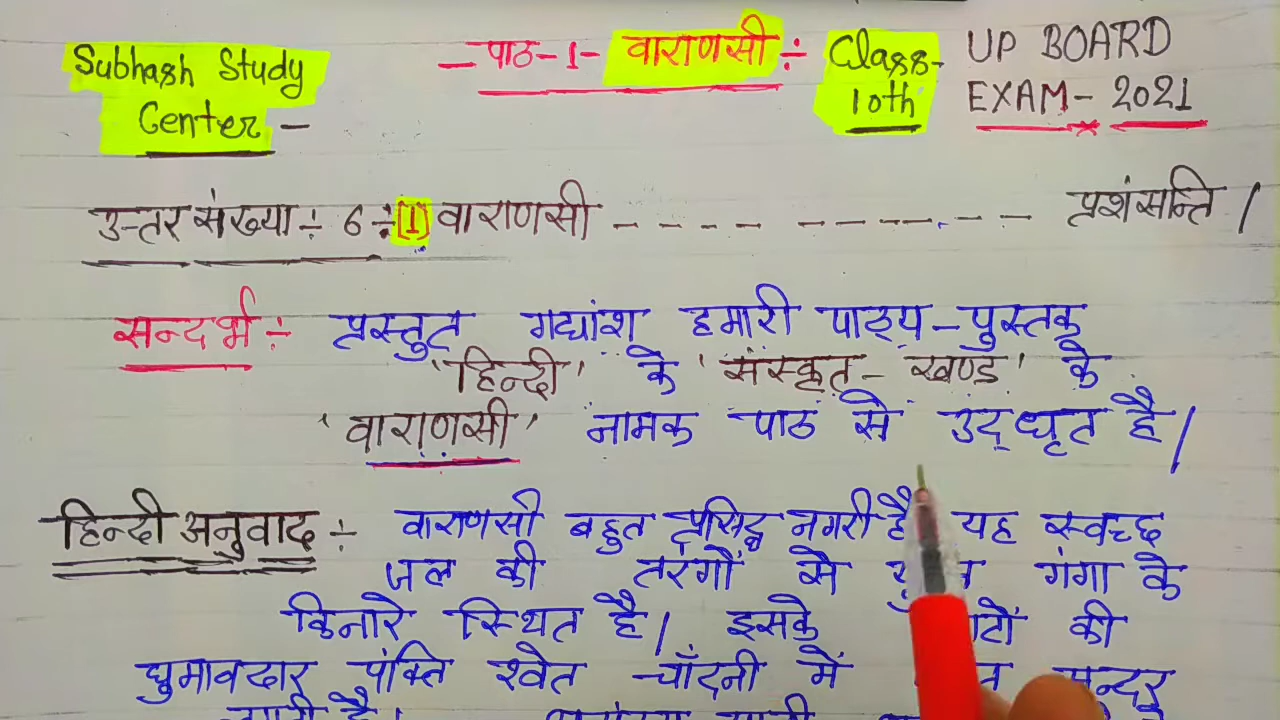 Subhash Study
Center -
- पाठ-1- वाराणसी ÷
Class-
10th
UP BOARD
EXAM- 2021
उत्तर संख्या ÷ 6 ÷ [1] वाराणसी - - - - - - - - - - - प्रशंसन्ति।
सन्दर्भ ÷ प्रस्तुत गद्यांश हमारी पाठ्य-पुस्तक
'हिन्दी' के 'संस्कृत-खण्ड' के
'वाराणसी' नामक पाठ से उद्धृत है।
हिन्दी अनुवाद ÷ वाराणसी बहुत प्रसिद्ध नगरी है यह स्वच्छ
जल की तरंगों से गंगा के
किनारे स्थित है। इसके की
घुमावदार पंक्ति श्वेत चाँदनी में सुन्दर
है।